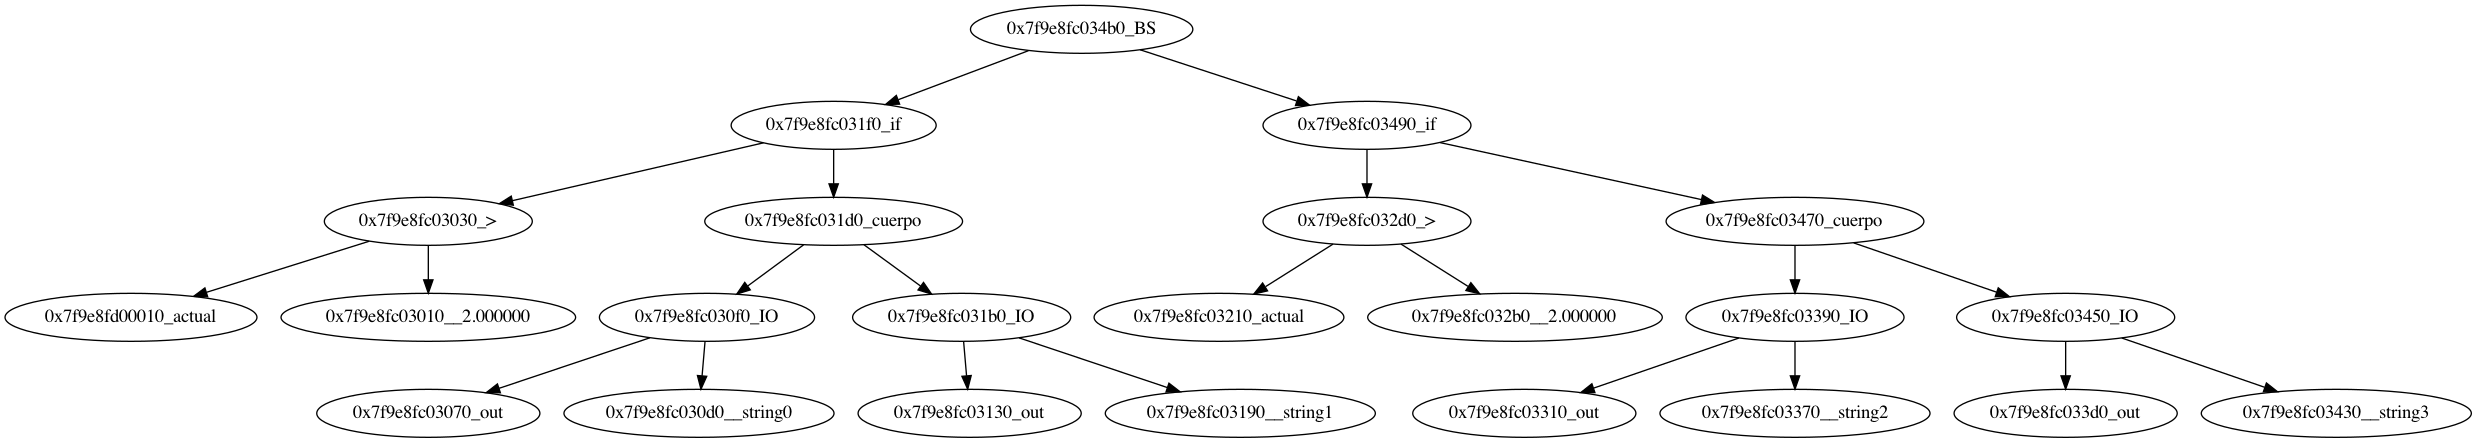 0x7f9e8fc034b0_BS
0x7f9e8fc031f0_if
0x7f9e8fc03490_if
0x7f9e8fc03030_>
0x7f9e8fc031d0_cuerpo
0x7f9e8fc032d0_>
0x7f9e8fc03470_cuerpo
0x7f9e8fd00010_actual
0x7f9e8fc03010__2.000000
0x7f9e8fc030f0_IO
0x7f9e8fc031b0_IO
0x7f9e8fc03210_actual
0x7f9e8fc032b0__2.000000
0x7f9e8fc03390_IO
0x7f9e8fc03450_IO
0x7f9e8fc03070_out
0x7f9e8fc030d0__string0
0x7f9e8fc03130_out
0x7f9e8fc03190__string1
0x7f9e8fc03310_out
0x7f9e8fc03370__string2
0x7f9e8fc033d0_out
0x7f9e8fc03430__string3